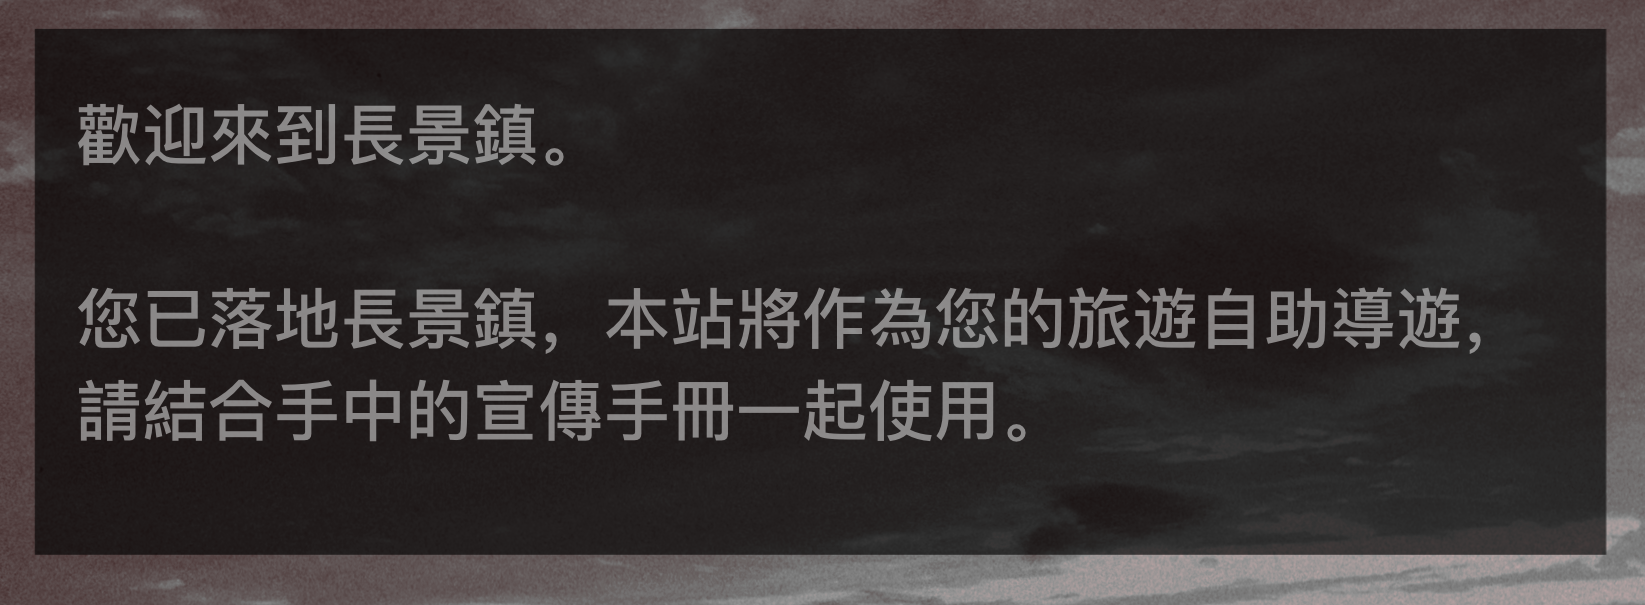 歡迎來到長景鎮。
您已落地長景鎮，本站將作為您的旅遊自助導遊，
請結合手中的宣傳手冊一起使用。